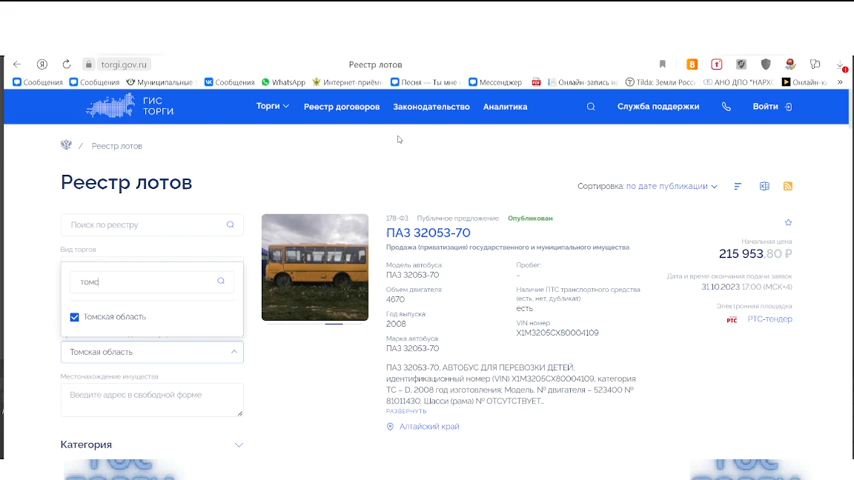 torgi.gov.ru
Реестр лотов
Сообщения
Сообщения
Муниципальные
Сообщения
WhatsApp
Интернет-приём
Песня — Ты мне
Мессенджер
Онлайн-запись н
Tilda: Земли Росс
АНО ДПО "НАРХ
Онлайн-к
ГИС
ТОРГИ
Торги
Реестр договоров
Законодательство
Аналитика
Служба поддержки
Войти
/ Реестр лотов
Реестр лотов
Сортировка: по дате публикации
Поиск по реестру
Вид торгов
томс
Томская область
Томская область
Местонахождение имущества
Введите адрес в свободной форме
Категория
178-ФЗ Публичное предложение Опубликован
ПАЗ 32053-70
Продажа (приватизация) государственного и муниципального имущества
Модель автобуса:
ПАЗ 32053-70
Объем двигателя:
4670
Год выпуска:
2008
Марка автобуса:
ПАЗ 32053-70
Пробег:
-
Наличие ПТС транспортного средства
(есть, нет, дубликат):
есть
VIN номер:
X1M3205CX80004109
ПАЗ 32053-70, АВТОБУС ДЛЯ ПЕРЕВОЗКИ ДЕТЕЙ,
идентификационный номер (VIN) X1M3205CX80004109, категория
ТС – D, 2008 год изготовления; Модель, № двигателя – 523400 №
81011430; Шасси (рама) № ОТСУТСТВУЕТ...
РАЗВЕРНУТЬ
Алтайский край
Начальная цена
215 953,80 ₽
Дата и время окончания подачи заявок
31.10.2023 17:00 (МСК+4)
Электронная площадка
РТС РТС-тендер
ГОС
ГОС